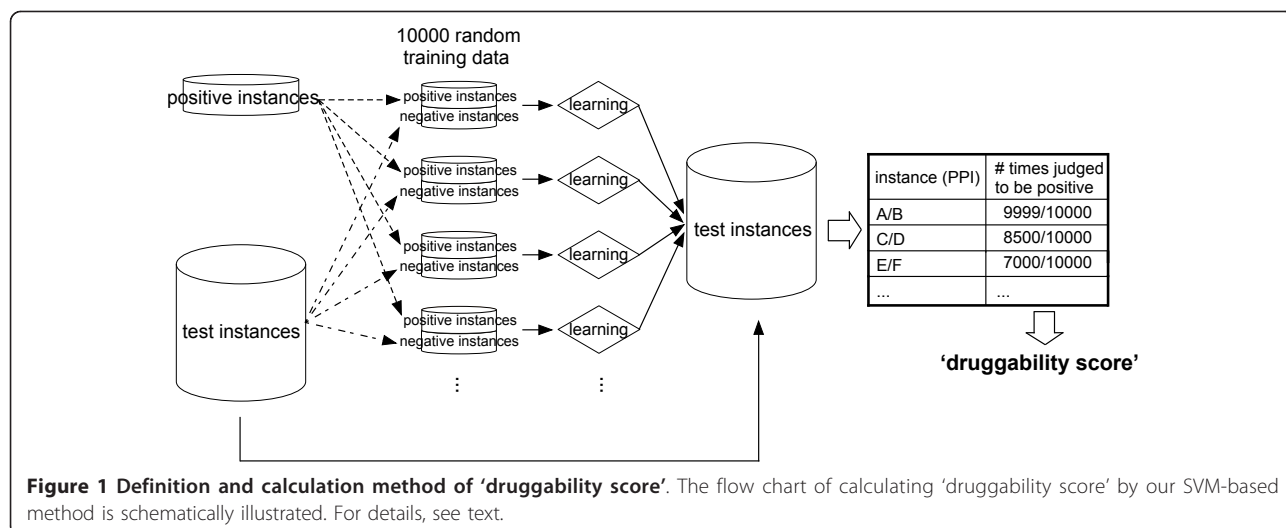 10000 random
training data
positive instances
positive instances
negative instances
learning
positive instances
negative instances
learning
positive instances
negative instances
learning
positive instances
negative instances
learning
⋮
⋮
test instances
test instances
instance (PPI) # times judged to be positive
A/B 9999/10000
C/D 8500/10000
E/F 7000/10000
... ...
‘druggability score’
Figure 1 Definition and calculation method of ‘druggability score’. The flow chart of calculating ‘druggability score’ by our SVM-based
method is schematically illustrated. For details, see text.